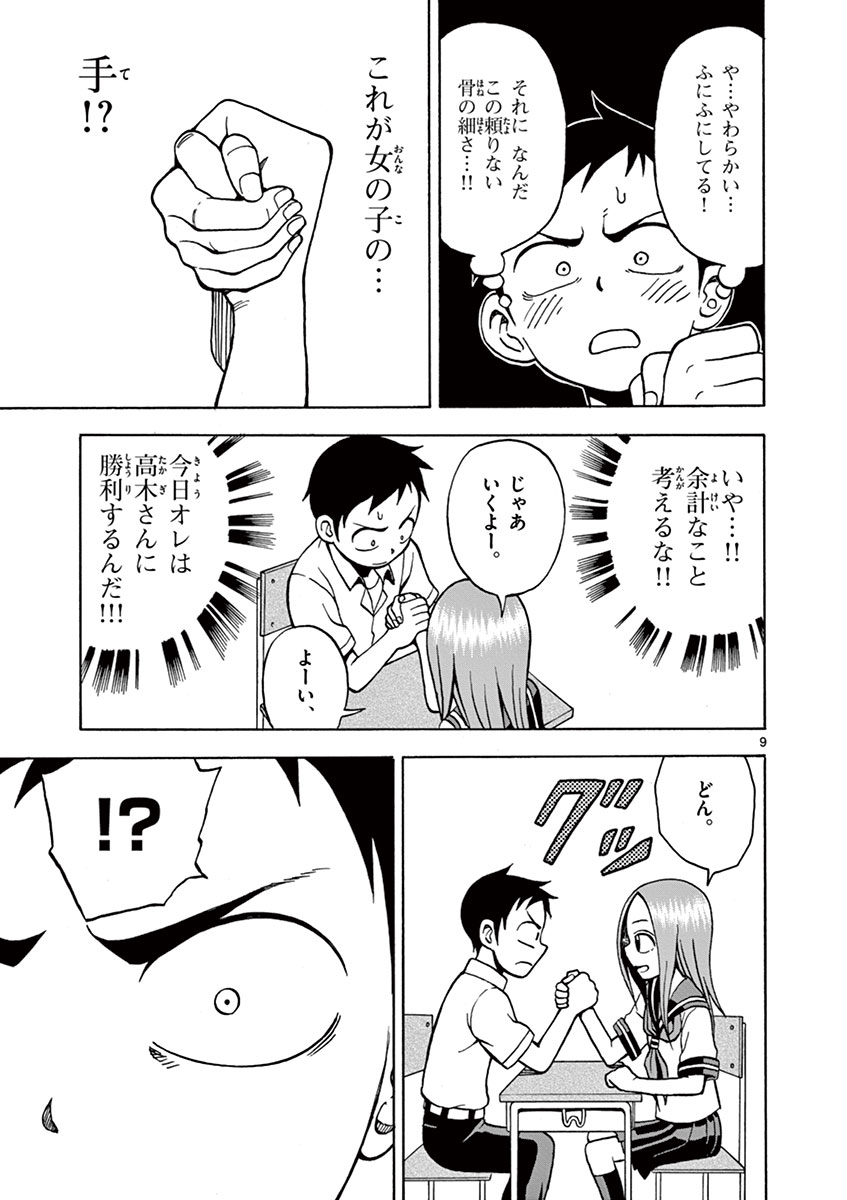 や…やわらかい…
ふにふにしてる!
それに なんだ
この頼りない
骨の細さ…!!
これが女の子の…
手!?
いや…!!
余計なこと
考えるな!!
じゃあ
いくよー。
よーい、
今日オレは
高木さんに
勝利するんだ!!!
9
どん。
グッ
!?